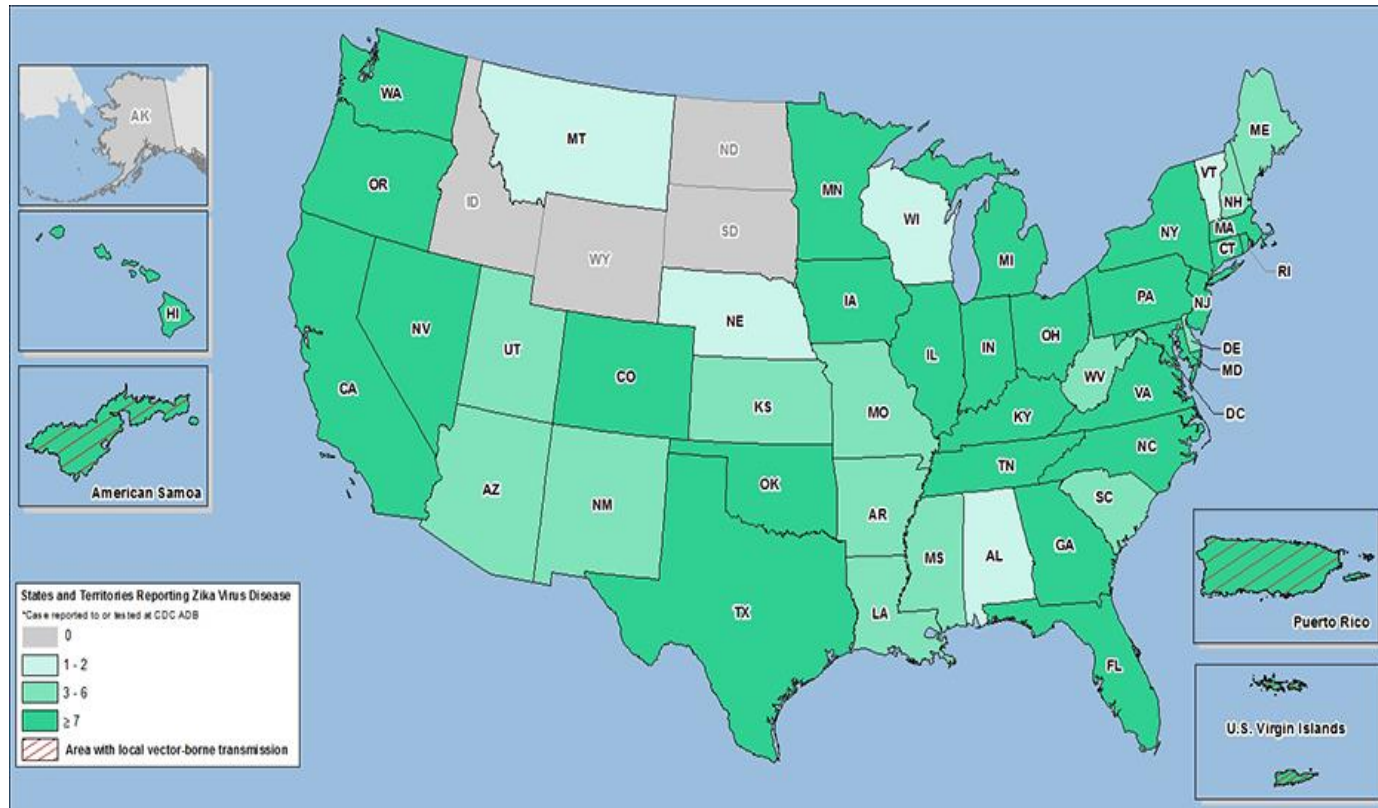 WA
MT
ND
ME
AK
OR
ID
MN
VT
NH
SD
WI
NY
MA
WY
MI
CT
RI
IA
PA
NE
NJ
HI
NV
UT
IL
IN
OH
DE
CO
WV
MD
CA
KS
MO
VA
DC
KY
NC
TN
American Samoa
AZ
NM
OK
AR
SC
MS
AL
GA
States and Territories Reporting Zika Virus Disease
*Case reported to or tested at CDC ADB
0
1 - 2
3 - 6
≥ 7
Area with local vector-borne transmission
TX
LA
FL
Puerto Rico
U.S. Virgin Islands